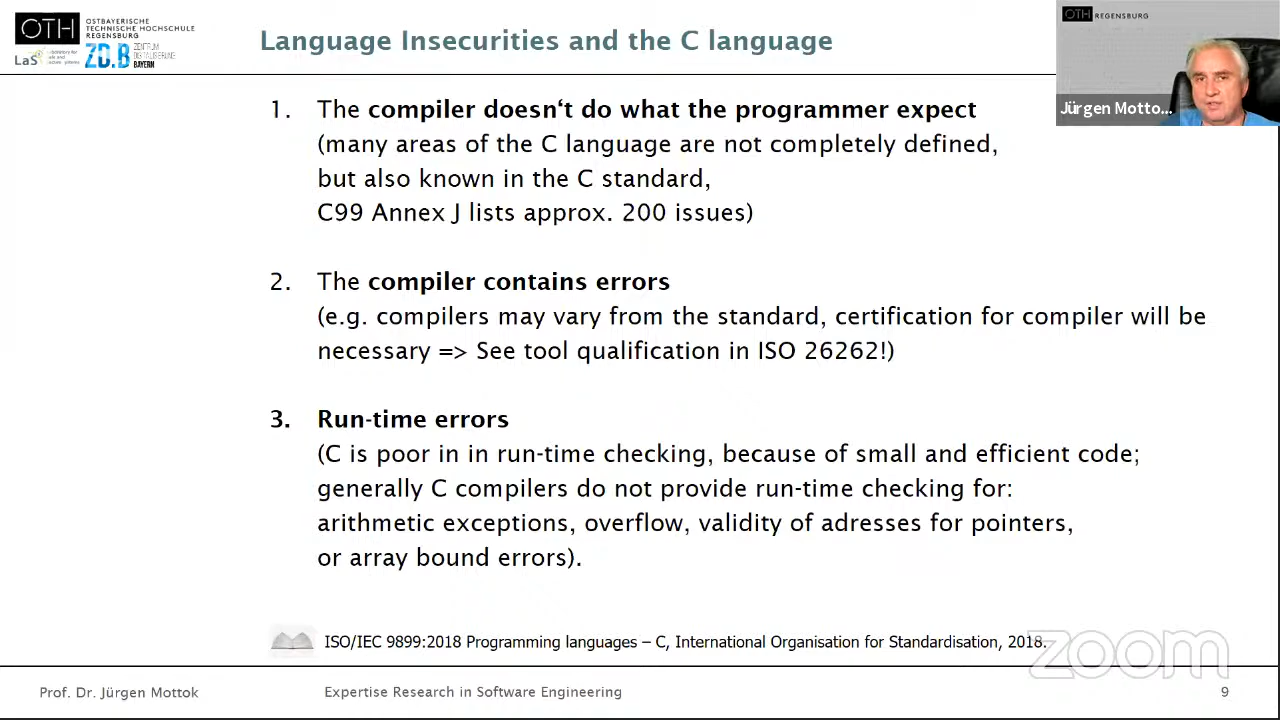 OTH
OSTBAYERISCHE
TECHNISCHE HOCHSCHULE
REGENSBURG
LaS³
ZD.B
ZENTRUM
DIGITALISIERUNG
BAYERN
Language Insecurities and the C language
OTH REGENSBURG
Jürgen Motto...
1. The compiler doesn‘t do what the programmer expect
(many areas of the C language are not completely defined,
but also known in the C standard,
C99 Annex J lists approx. 200 issues)
2. The compiler contains errors
(e.g. compilers may vary from the standard, certification for compiler will be
necessary => See tool qualification in ISO 26262!)
3. Run-time errors
(C is poor in in run-time checking, because of small and efficient code;
generally C compilers do not provide run-time checking for:
arithmetic exceptions, overflow, validity of adresses for pointers,
or array bound errors).
ISO/IEC 9899:2018 Programming languages – C, International Organisation for Standardisation, 2018.
zoom
Prof. Dr. Jürgen Mottok
Expertise Research in Software Engineering
9